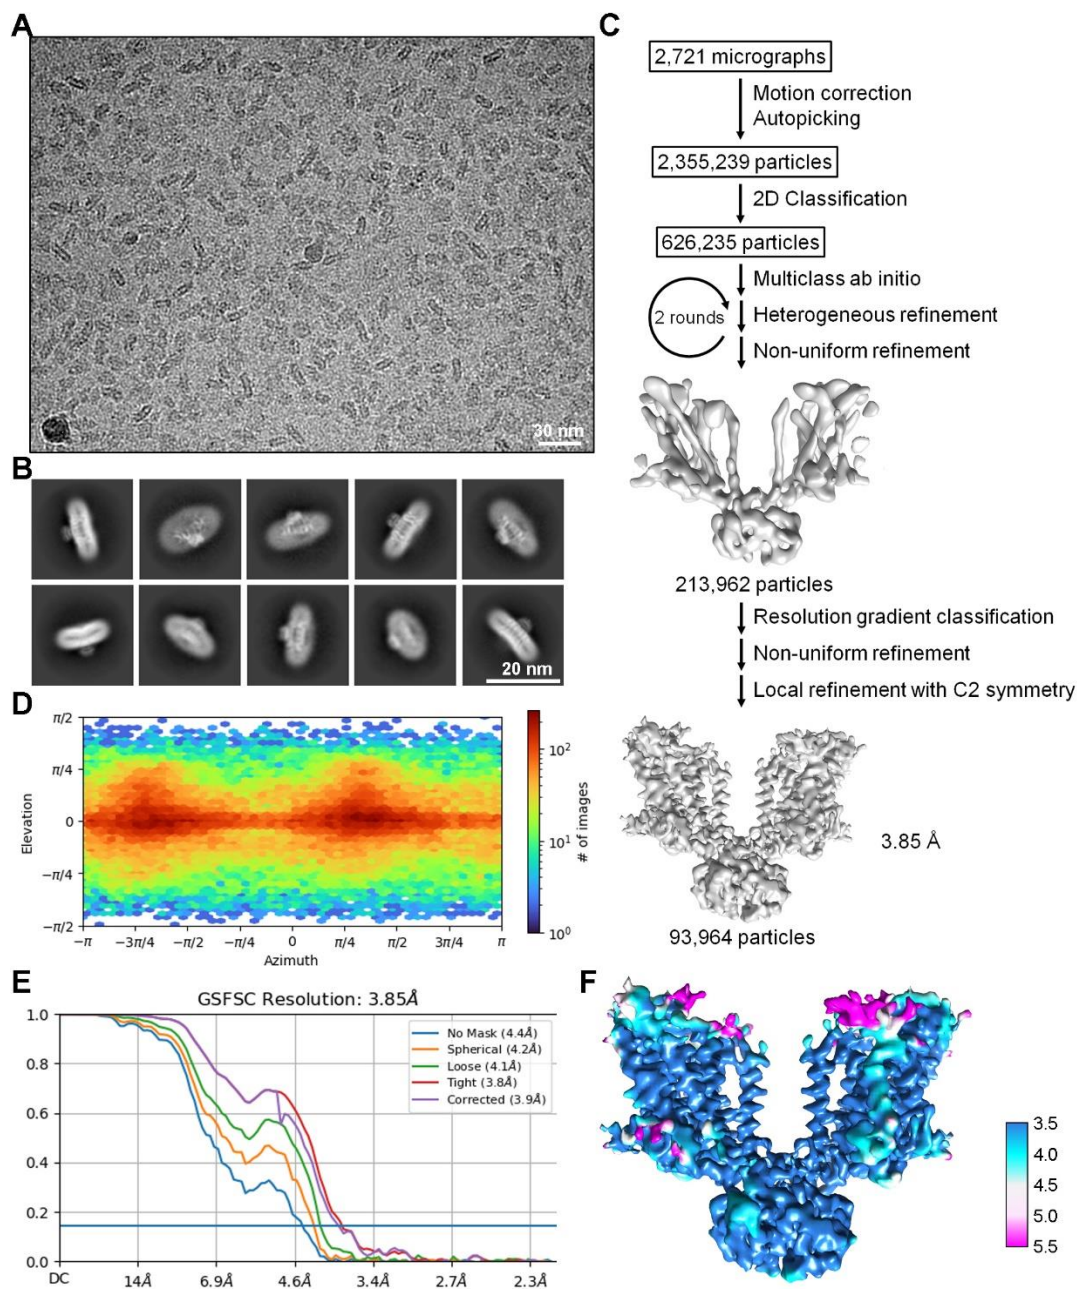 A
30 nm
B
20 nm
C
2,721 micrographs
Motion correction
Autopicking
2,355,239 particles
2D Classification
626,235 particles
Multiclass ab initio
2 rounds
Heterogeneous refinement
Non-uniform refinement
213,962 particles
Resolution gradient classification
Non-uniform refinement
Local refinement with C2 symmetry
3.85 Å
93,964 particles
D
π/2
π/4
0
−π/4
−π/2
Elevation
−π
−3π/4
−π/2
−π/4
0
π/4
π/2
3π/4
π
Azimuth
10²
10¹
10⁰
# of images
E
GSFSC Resolution: 3.85Å
1.0
0.8
0.6
0.4
0.2
0.0
No Mask (4.4Å)
Spherical (4.2Å)
Loose (4.1Å)
Tight (3.8Å)
Corrected (3.9Å)
DC
14Å
6.9Å
4.6Å
3.4Å
2.7Å
2.3Å
F
3.5
4.0
4.5
5.0
5.5